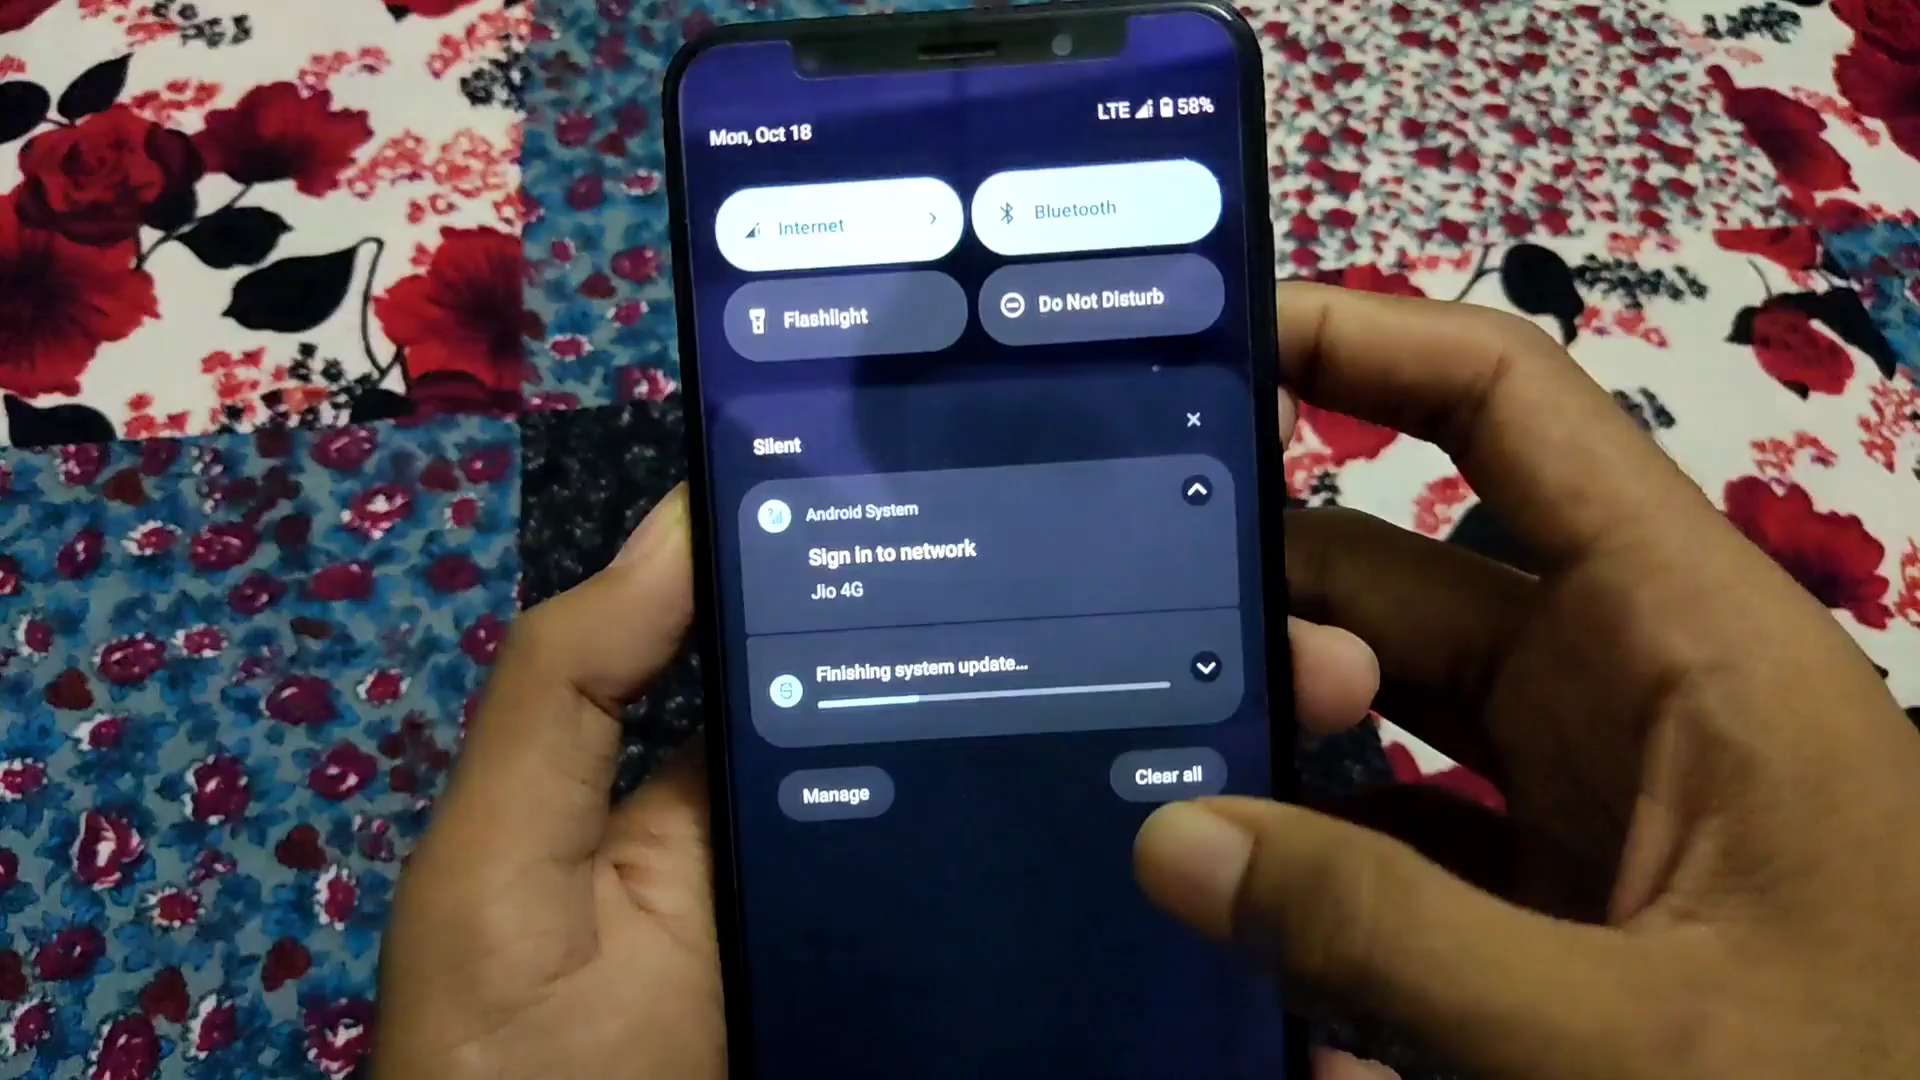 Mon, Oct 18
LTE 58%
Internet
Bluetooth
Flashlight
Do Not Disturb
Silent
Android System
Sign in to network
Jio 4G
Finishing system update...
Manage
Clear all